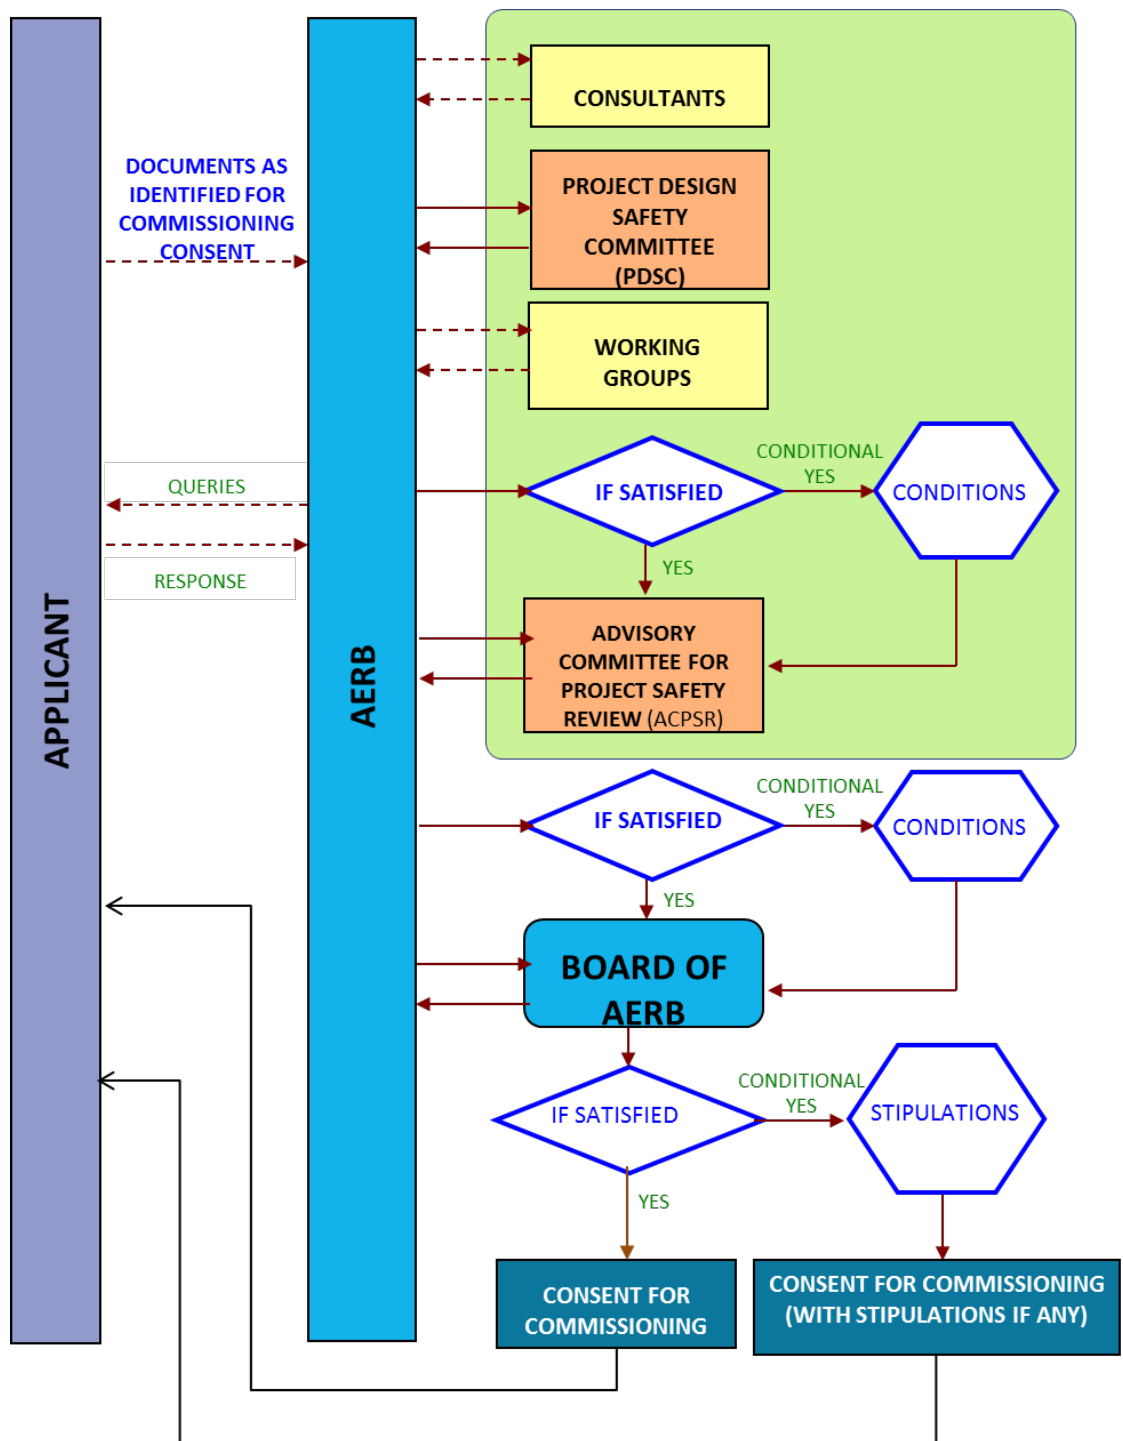 APPLICANT
DOCUMENTS AS
IDENTIFIED FOR
COMMISSIONING
CONSENT
QUERIES
RESPONSE
AERB
CONSULTANTS
PROJECT DESIGN
SAFETY
COMMITTEE
(PDSC)
WORKING
GROUPS
IF SATISFIED
CONDITIONAL
YES
CONDITIONS
YES
ADVISORY
COMMITTEE FOR
PROJECT SAFETY
REVIEW (ACPSR)
IF SATISFIED
CONDITIONAL
YES
CONDITIONS
YES
BOARD OF
AERB
IF SATISFIED
CONDITIONAL
YES
STIPULATIONS
YES
CONSENT FOR
COMMISSIONING
CONSENT FOR COMMISSIONING
(WITH STIPULATIONS IF ANY)